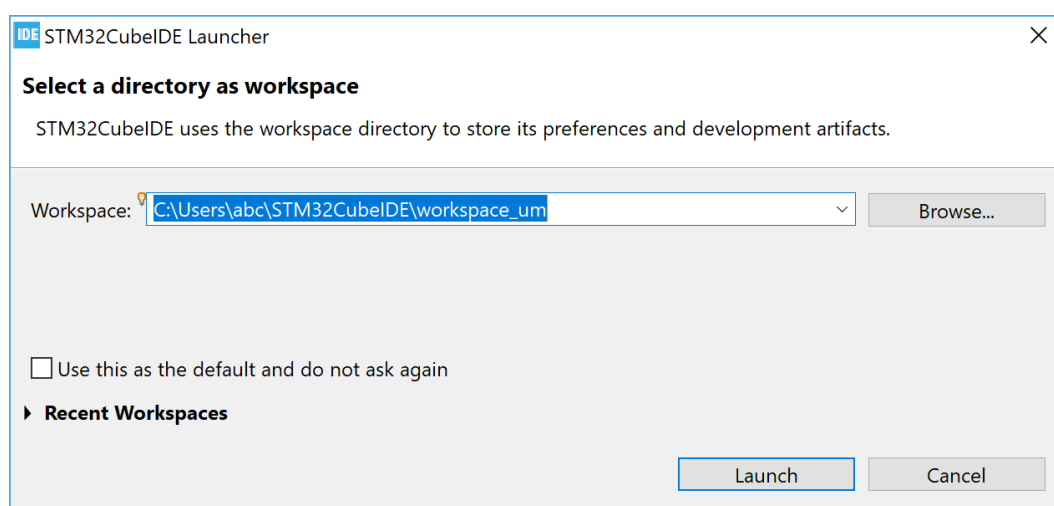 IDE STM32CubeIDE Launcher
Select a directory as workspace
STM32CubeIDE uses the workspace directory to store its preferences and development artifacts.
Workspace: C:\Users\abc\STM32CubeIDE\workspace_um Browse...
Use this as the default and do not ask again
Recent Workspaces
Launch Cancel